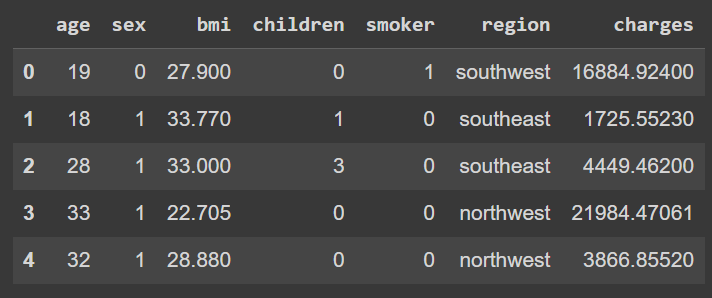 age sex bmi children smoker region charges
0 19 0 27.900 0 1 southwest 16884.92400
1 18 1 33.770 1 0 southeast 1725.55230
2 28 1 33.000 3 0 southeast 4449.46200
3 33 1 22.705 0 0 northwest 21984.47061
4 32 1 28.880 0 0 northwest 3866.85520